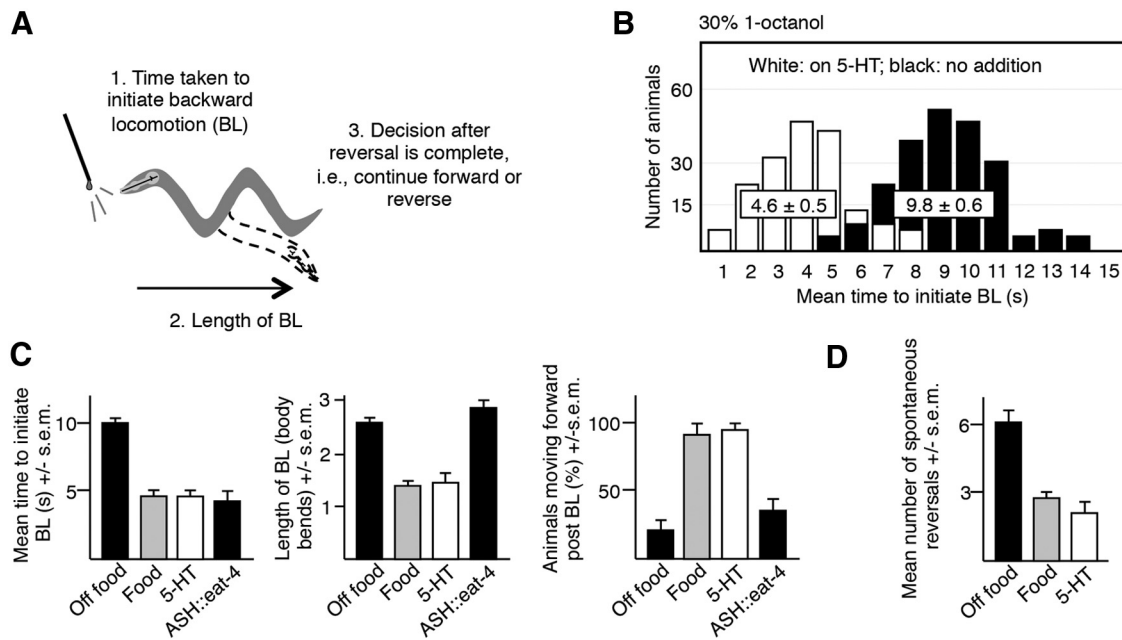 A
1. Time taken to
initiate backward
locomotion (BL)
3. Decision after
reversal is complete,
i.e., continue forward or
reverse
2. Length of BL
B
30% 1-octanol
White: on 5-HT; black: no addition
Number of animals
60
30
15
4.6 ± 0.5
9.8 ± 0.6
1 2 3 4 5 6 7 8 9 10 11 12 13 14 15
Mean time to initiate BL (s)
C
Mean time to initiate
BL (s) +/- s.e.m.
10
5
Off food
Food
5-HT
ASH::eat-4
Length of BL (body
bends) +/- s.e.m.
3
2
1
Off food
Food
5-HT
ASH::eat-4
Animals moving forward
post BL (%) +/-s.e.m.
100
50
Off food
Food
5-HT
ASH::eat-4
D
Mean number of spontaneous
reversals +/- s.e.m.
6
3
Off food
Food
5-HT